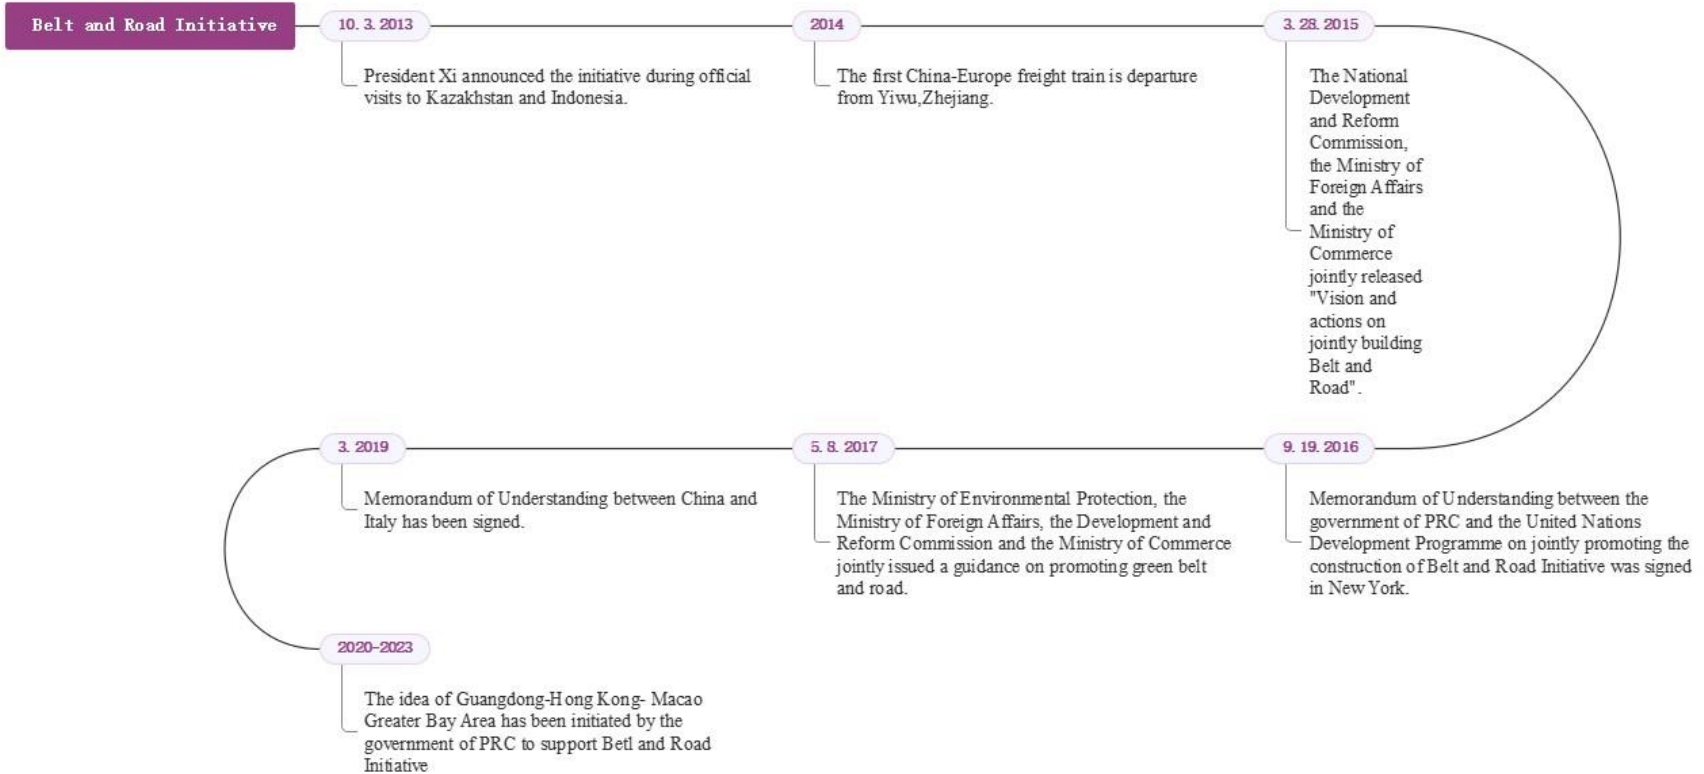 Belt and Road Initiative
10. 3. 2013
President Xi announced the initiative during official
visits to Kazakhstan and Indonesia.
2014
The first China-Europe freight train is departure
from Yiwu,Zhejiang.
3. 28. 2015
The National
Development
and Reform
Commission,
the Ministry of
Foreign Affairs
and the
Ministry of
Commerce
jointly released
"Vision and
actions on
jointly building
Belt and
Road".
9. 19. 2016
Memorandum of Understanding between the
government of PRC and the United Nations
Development Programme on jointly promoting the
construction of Belt and Road Initiative was signed
in New York.
5. 8. 2017
The Ministry of Environmental Protection, the
Ministry of Foreign Affairs, the Development and
Reform Commission and the Ministry of Commerce
jointly issued a guidance on promoting green belt
and road.
3. 2019
Memorandum of Understanding between China and
Italy has been signed.
2020-2023
The idea of Guangdong-Hong Kong- Macao
Greater Bay Area has been initiated by the
government of PRC to support Betl and Road
Initiative